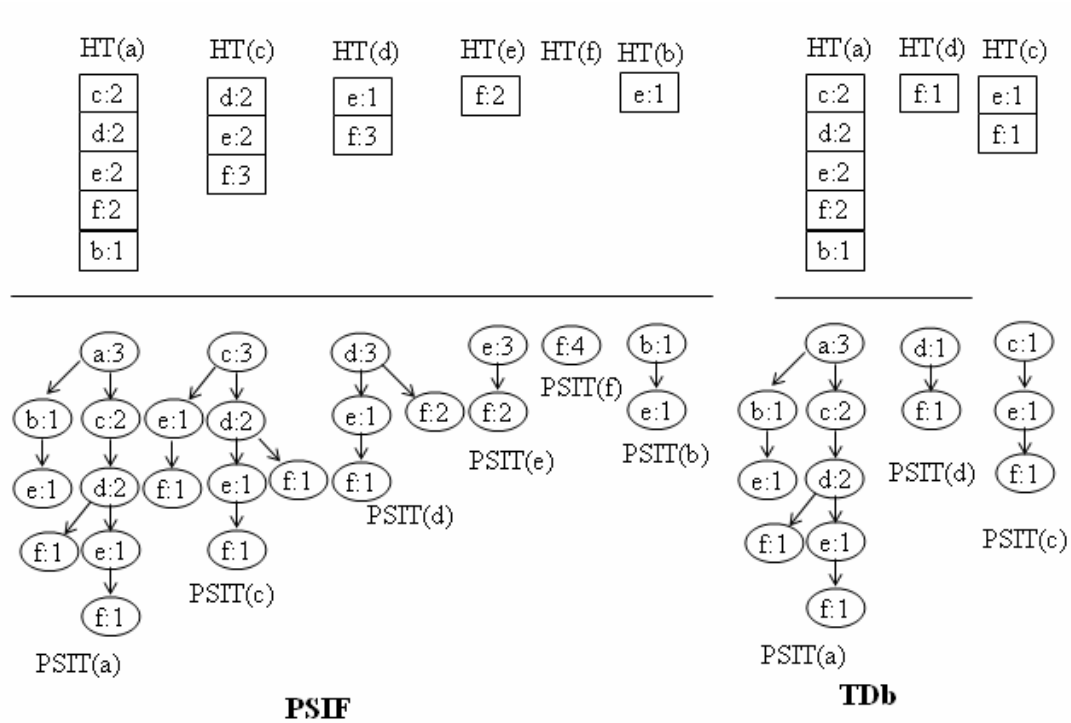 HT(a) HT(c) HT(d) HT(e) HT(f) HT(b) HT(a) HT(d) HT(c)
c:2 d:2 e:1 f:2 e:1 c:2 f:1 e:1
d:2 e:2 f:3 d:2 f:1
e:2 f:3 e:2
f:2 f:2
b:1 b:1
a:3 c:3 d:3 e:3 f:4 b:1 a:3 d:1 c:1
PSIT(f)
b:1 c:2 e:1 d:2 e:1 f:2 f:2 e:1 b:1 c:2 f:1 e:1
PSIT(e) PSIT(b)
e:1 d:2 f:1 e:1 f:1 f:1 e:1 d:2 PSIT(d) f:1
PSIT(d)
f:1 e:1 f:1 f:1 e:1 PSIT(c)
PSIT(c)
f:1 f:1
PSIT(a) PSIT(a)
PSIF TDb